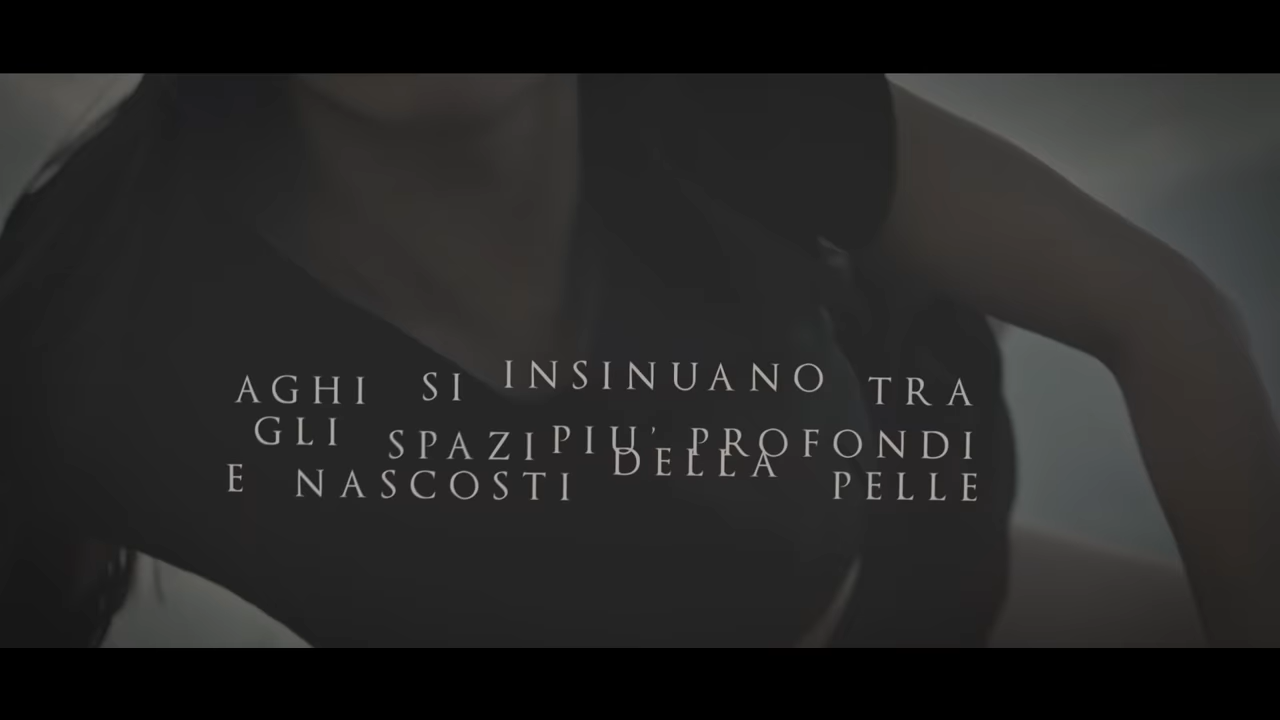 AGHI SI INSINUANO TRA
GLI SPAZI PIU' PROFONDI
E NASCOSTI DELLA PELLE